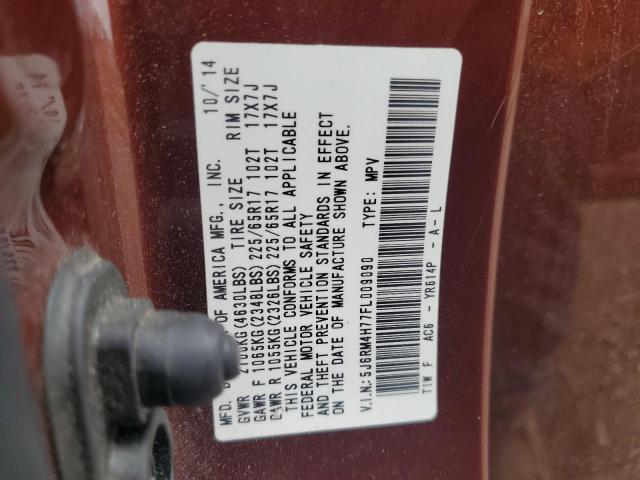 MFD. OF AMERICA MFG., INC. 10/'14
GVWR 2100KG(4630LBS) TIRE SIZE RIM SIZE
GAWR F 1065KG(2348LBS) 225/65R17 102T 17X7J
GAWR R 1055KG(2326LBS) 225/65R17 102T 17X7J
THIS VEHICLE CONFORMS TO ALL APPLICABLE
FEDERAL MOTOR VEHICLE SAFETY
AND THEFT PREVENTION STANDARDS IN EFFECT
ON THE DATE OF MANUFACTURE SHOWN ABOVE.
V.I.N.: 5J6RM4H77FL009090 TYPE: MPV
T1W F AC6 - YR614P - A - L